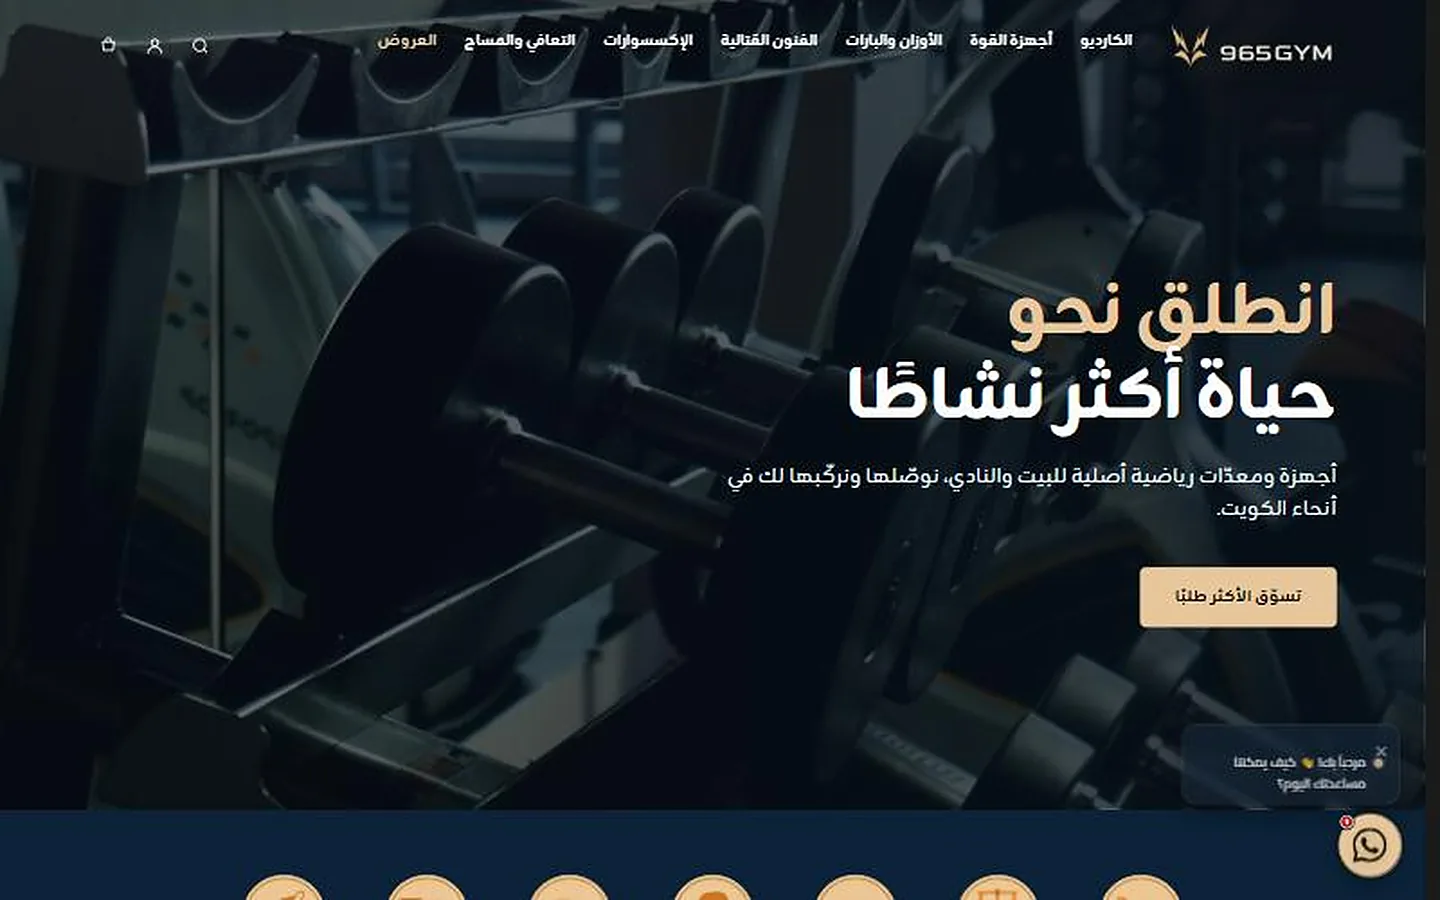 965GYM
الكارديو
أجهزة القوة
الأوزان والبارات
الفنون القتالية
الإكسسوارات
التعافي والمساج
العروض
انطلق نحو
حياة أكثر نشاطًا
أجهزة ومعدّات رياضية أصلية للبيت والنادي، نوصّلها ونركّبها لك في
أنحاء الكويت.
تسوّق الأكثر طلبًا
مرحباً بك! 👋 كيف يمكننا
مساعدتك اليوم؟